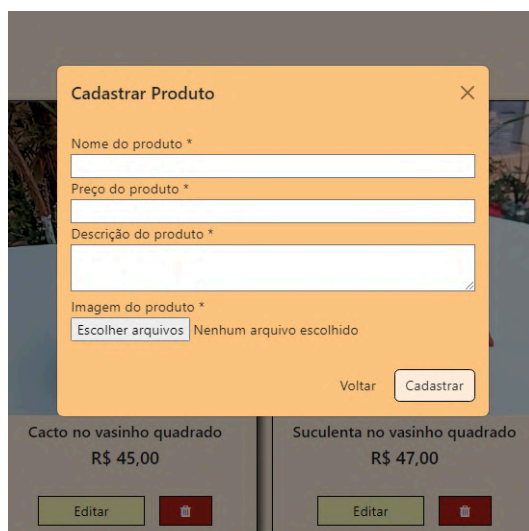 Cadastrar Produto
Nome do produto *
Preço do produto *
Descrição do produto *
Imagem do produto *
Escolher arquivos Nenhum arquivo escolhido
Voltar Cadastrar
Cacto no vasinho quadrado Suculenta no vasinho quadrado
R$ 45,00 R$ 47,00
Editar Editar